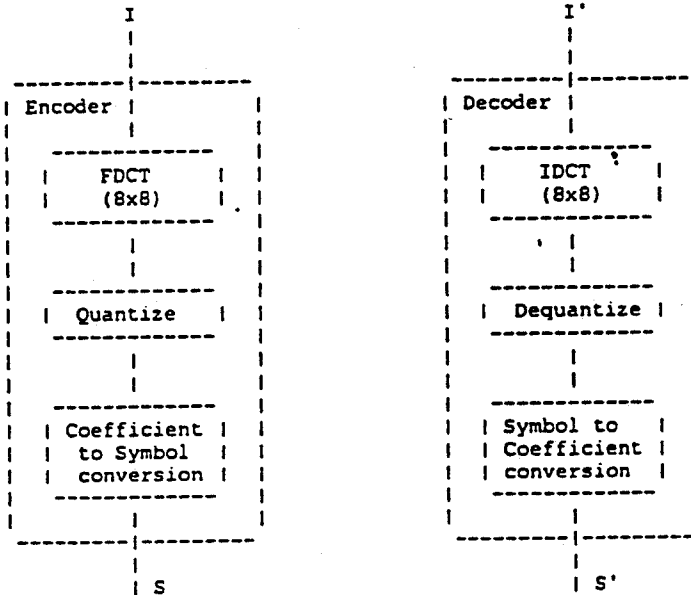 I
Encoder
FDCT
(8x8)
Quantize
Coefficient
to Symbol
conversion
S
I'
Decoder
IDCT
(8x8)
Dequantize
Symbol to
Coefficient
conversion
S'